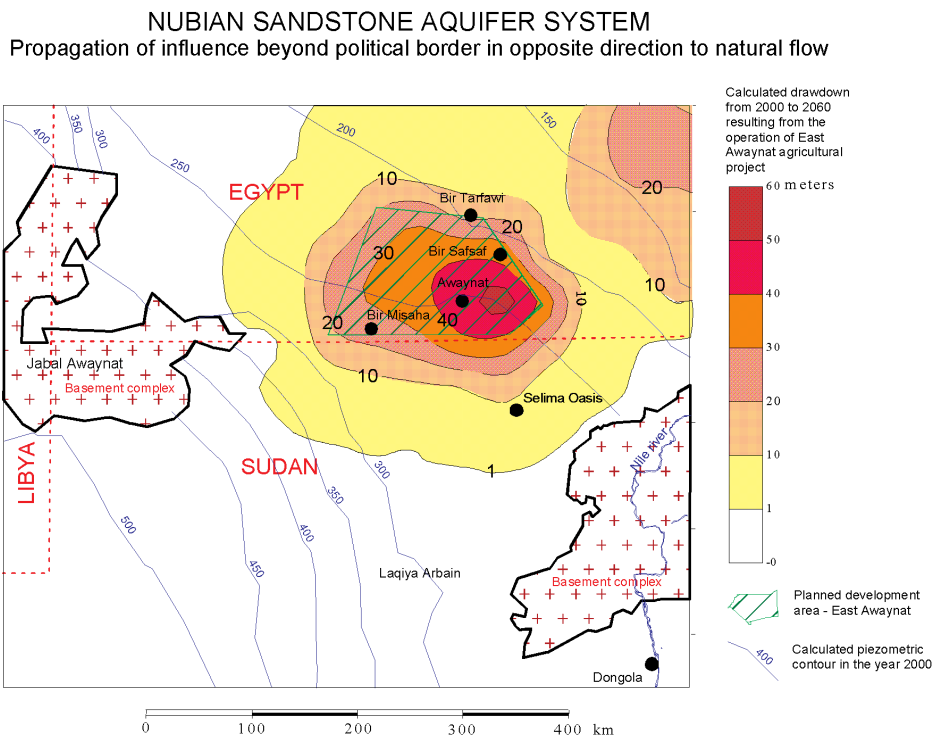 NUBIAN SANDSTONE AQUIFER SYSTEM
Propagation of influence beyond political border in opposite direction to natural flow
Calculated drawdown
from 2000 to 2060
resulting from the
operation of East
Awaynat agricultural
project
60 meters
50
40
30
20
10
1
-0
Planned development
area - East Awaynat
400
Calculated piezometric
contour in the year 2000
400
350
300
250
200
150
EGYPT
10
Bir Tarfawi
20
20
30
Bir Safsaf
Awaynat
10
10
20
Bir Misaha
40
Jabal Awaynat
10
Basement complex
Selima Oasis
LIBYA
SUDAN
1
Nile river
300
350
400
450
500
Laqiya Arbain
Basement complex
Dongola
0
100
200
300
400
km